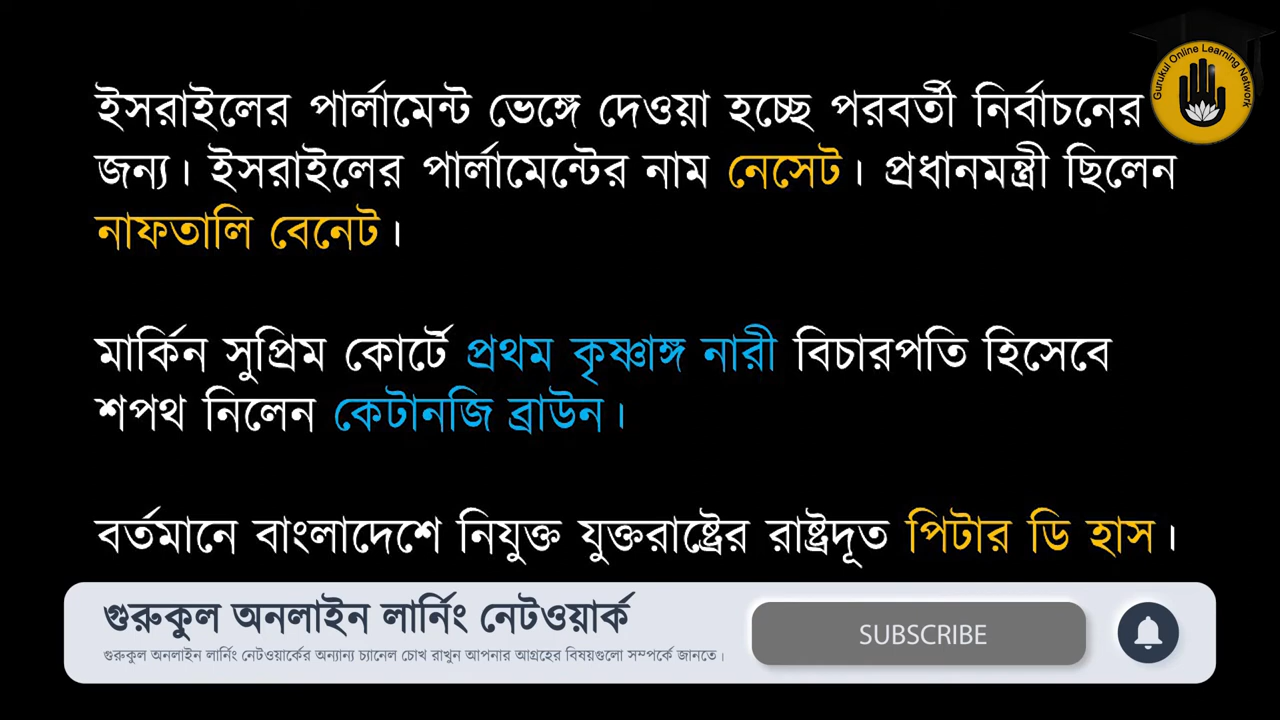 Gurukul Online Learning Network
ইসরাইলের পার্লামেন্ট ভেঙ্গে দেওয়া হচ্ছে পরবর্তী নির্বাচনের
জন্য। ইসরাইলের পার্লামেন্টের নাম নেসেট। প্রধানমন্ত্রী ছিলেন
নাফতালি বেনেট।
মার্কিন সুপ্রিম কোর্টে প্রথম কৃষ্ণাঙ্গ নারী বিচারপতি হিসেবে
শপথ নিলেন কেটানজি ব্রাউন।
বর্তমানে বাংলাদেশে নিযুক্ত যুক্তরাষ্ট্রের রাষ্ট্রদূত পিটার ডি হাস।
গুরুকুল অনলাইন লার্নিং নেটওয়ার্ক
গুরুকুল অনলাইন লার্নিং নেটওয়ার্কের অন্যান্য চ্যানেল চোখ রাখুন আপনার আগ্রহের বিষয়গুলো সম্পর্কে জানতে।
SUBSCRIBE